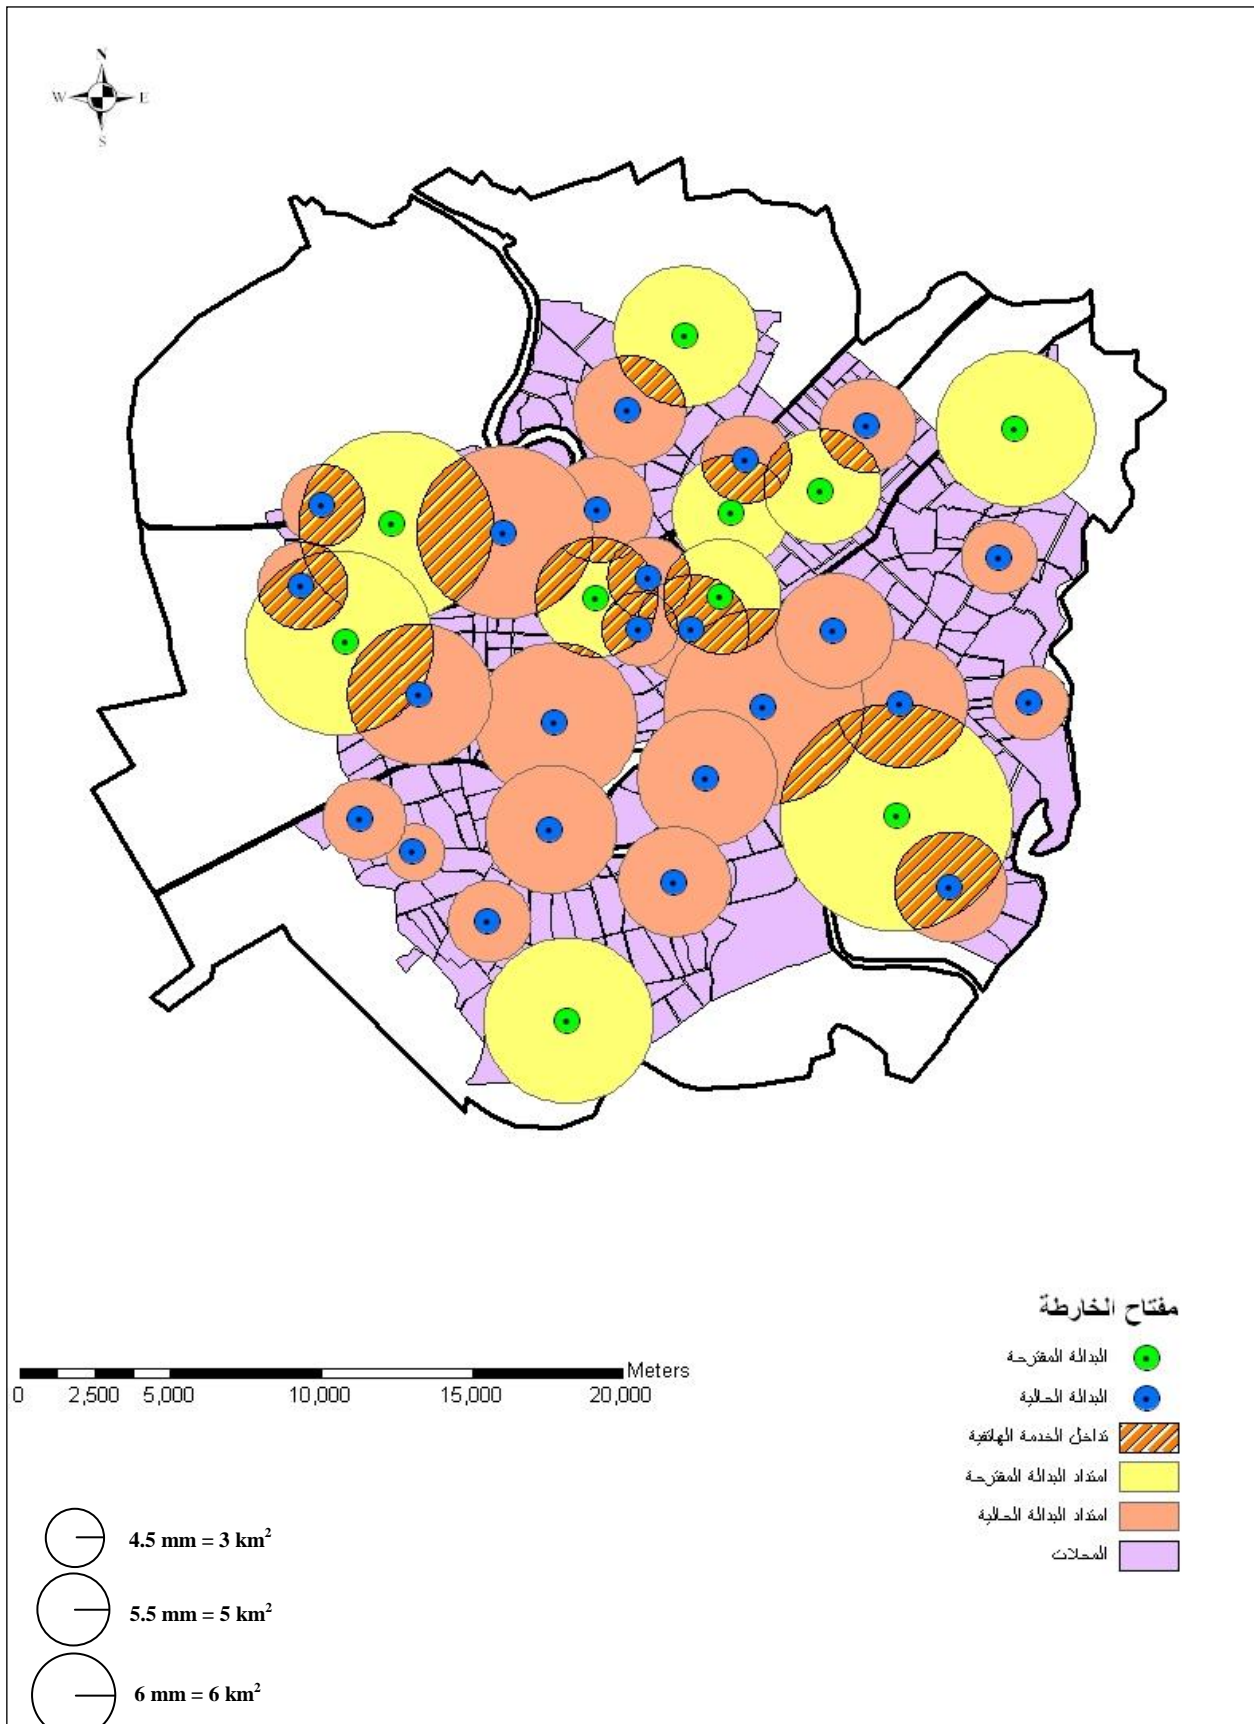 N
W E
S
Meters
0 2,500 5,000 10,000 15,000 20,000
مفتاح الخارطة
البدالة المقترحة
البدالة الحالية
تداخل الخدمة الهاتفية
امتداد البدالة المقترحة
امتداد البدالة الحالية
المحلات
4.5 mm = 3 km²
5.5 mm = 5 km²
6 mm = 6 km²